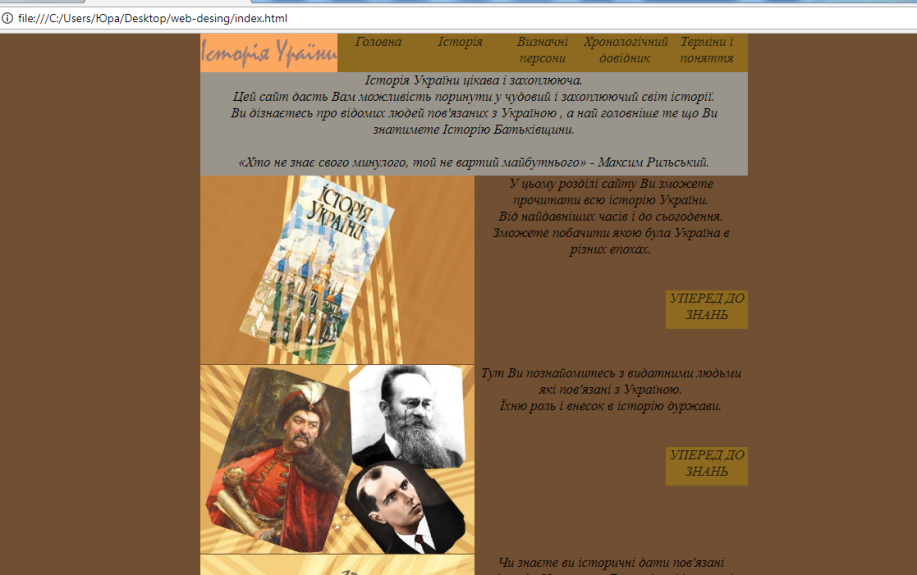 file:///C:/Users/Юра/Desktop/web-desing/index.html
Історія Ураїни
Головна
Історія
Визначні
персони
Хронологічний
довідник
Терміни і
поняття
Історія України цікава і захоплююча.
Цей сайт дасть Вам можливість поринути у чудовий і захоплюючий світ історії.
Ви дізнаєтесь про відомих людей пов'язаних з Україною , а най головніше те що Ви
знатимете Історію Батьківщини.
«Хто не знає свого минулого, той не вартий майбутнього» - Максим Рильський.
ІСТОРІЯ
УКРАЇНИ
У цьому розділі сайту Ви зможете
прочитати всю історію України.
Від найдавніших часів і до сьогодення.
Зможете побачити якою була Україна в
різних епохах.
УПЕРЕД ДО
ЗНАНЬ
Тут Ви познайомитесь з видатними людьми
які пов'язані з Україною.
Їхню роль і внесок в історію дуржави.
УПЕРЕД ДО
ЗНАНЬ
Чи знаєте ви історичні дати пов'язані